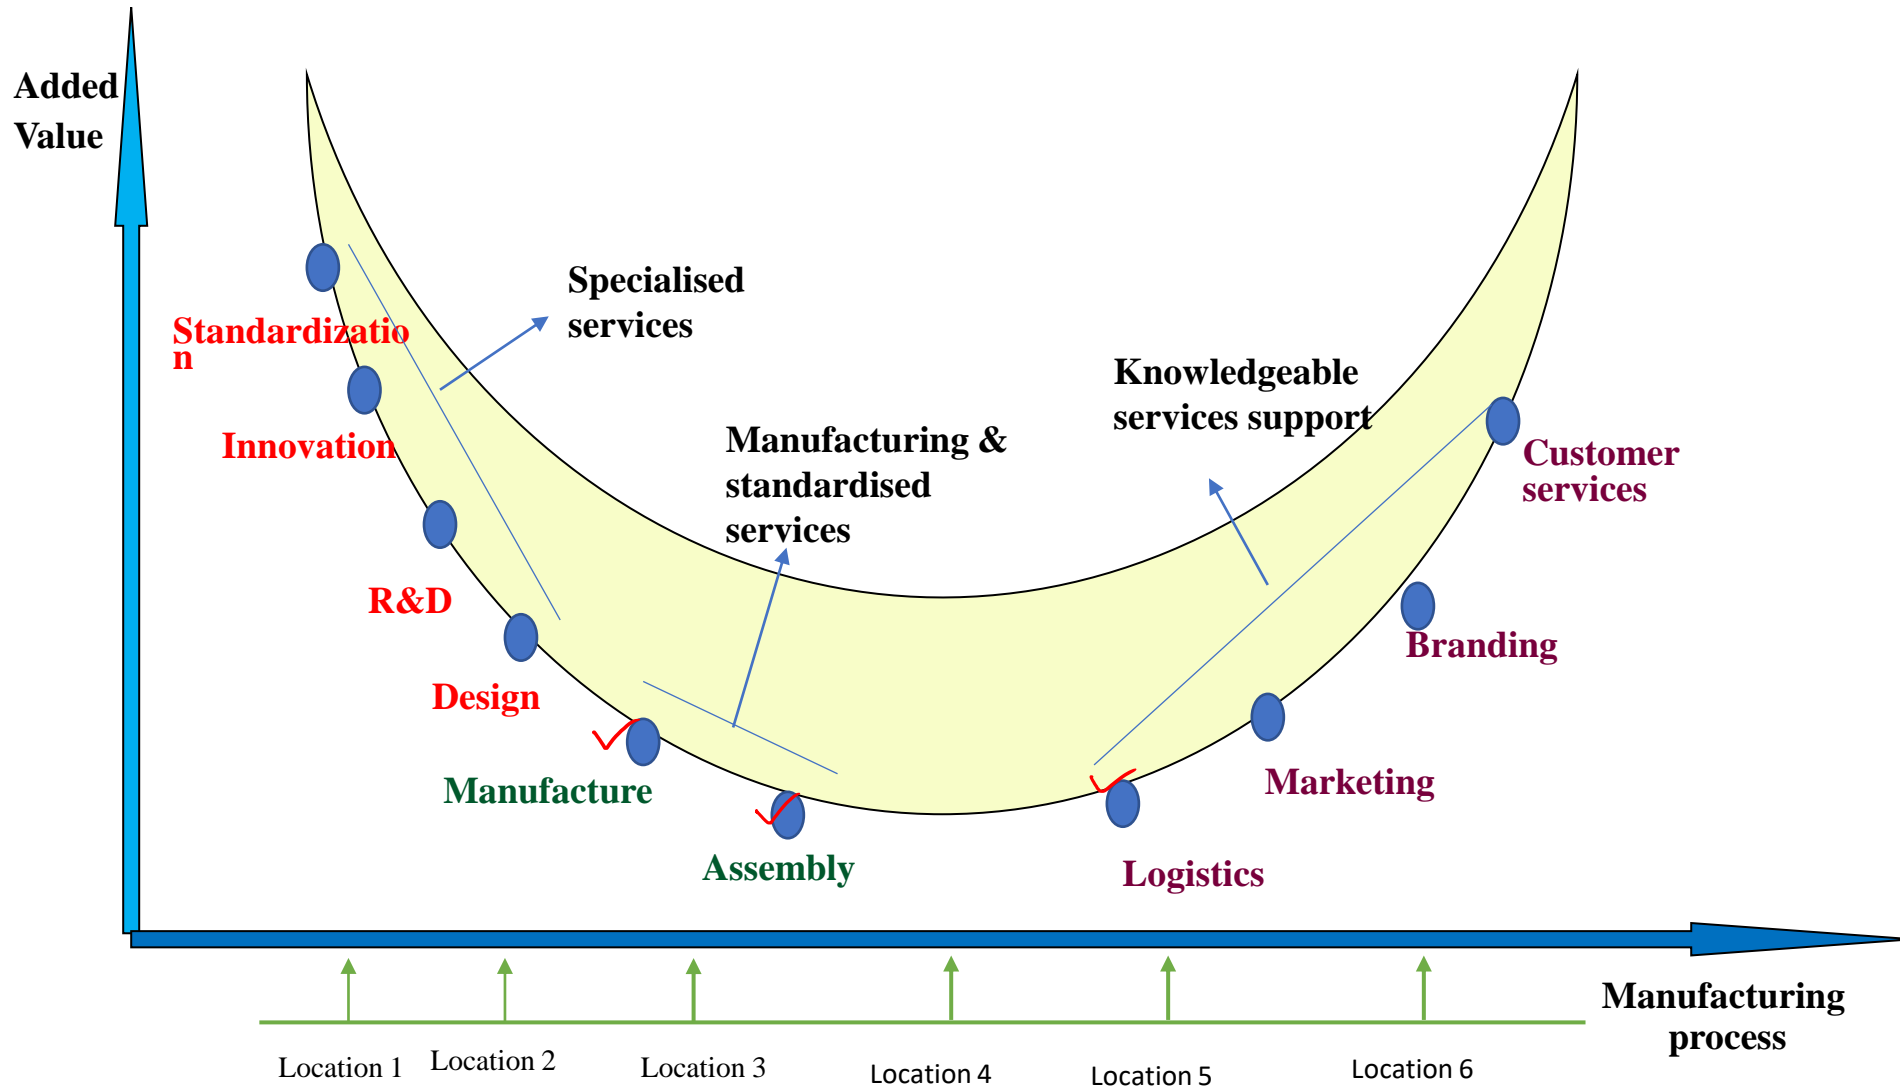 Added
Value
Specialised
services
Standardizatio
n
Knowledgeable
services support
Innovation
Manufacturing &
standardised
services
Customer
services
R&D
Branding
Design
Manufacture
Marketing
Assembly
Logistics
Manufacturing
process
Location 1
Location 2
Location 3
Location 4
Location 5
Location 6